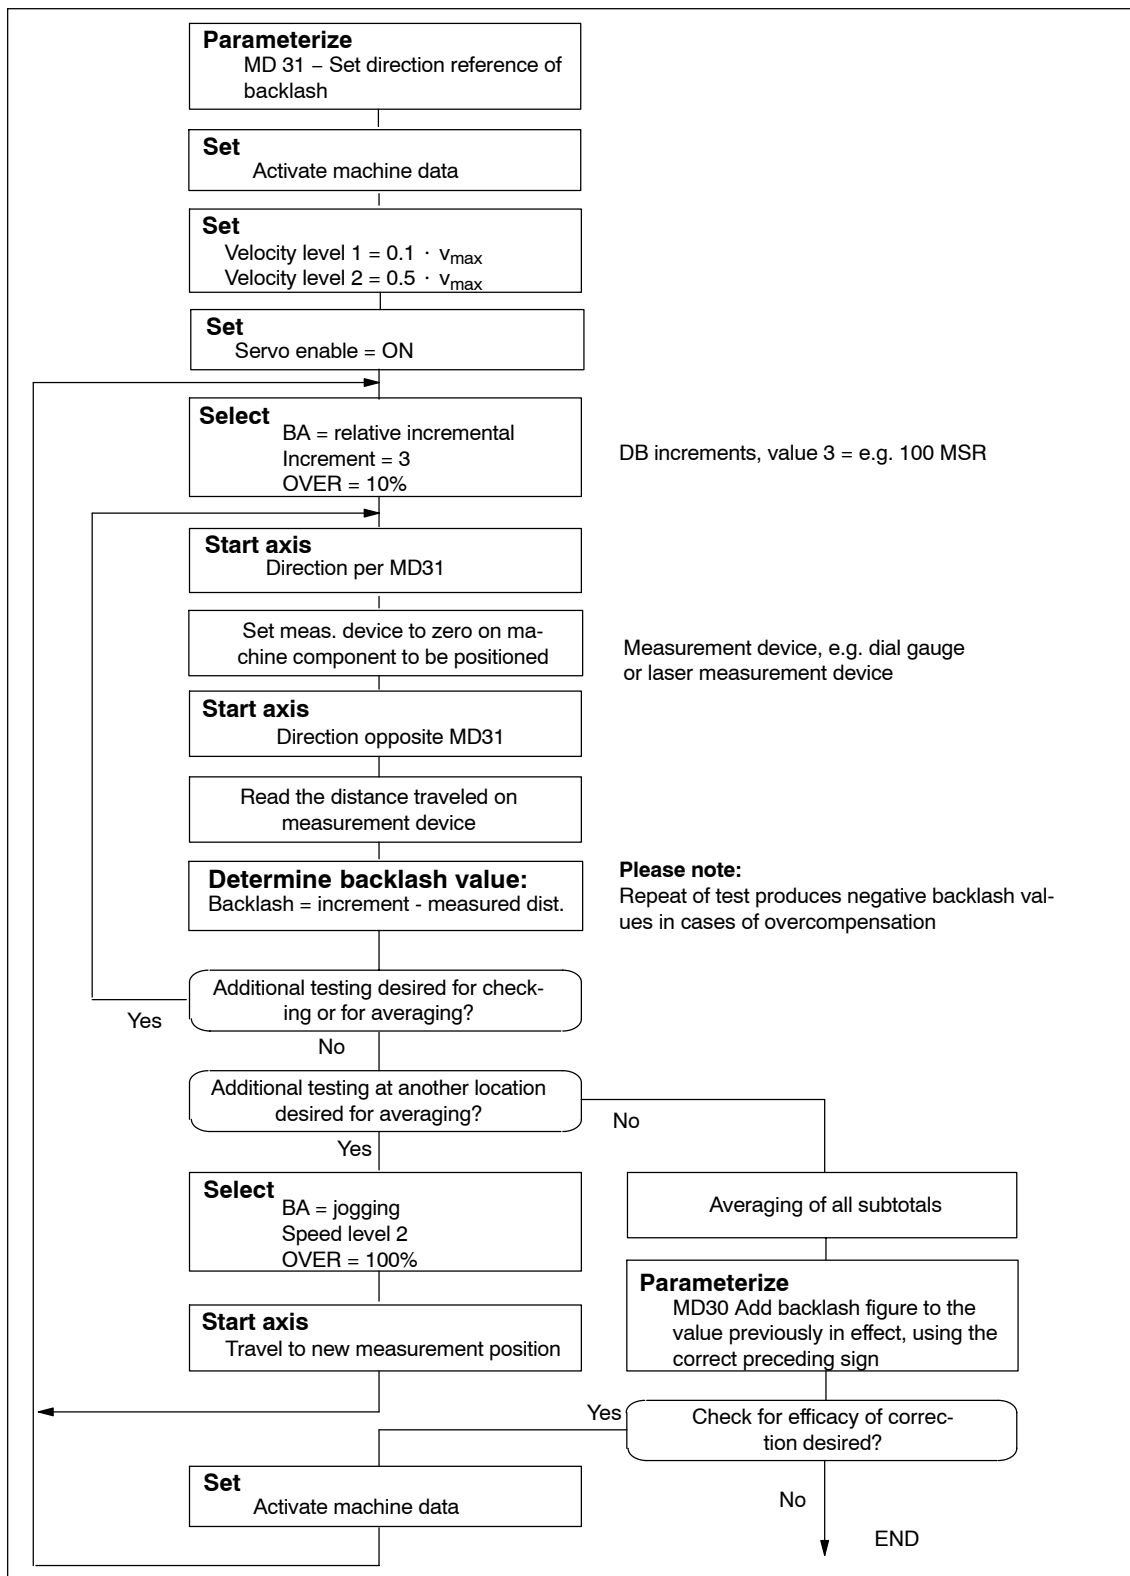 Parameterize
MD 31 – Set direction reference of
backlash
Set
Activate machine data
Set
Velocity level 1 = 0.1 · vmax
Velocity level 2 = 0.5 · vmax
Set
Servo enable = ON
Select
BA = relative incremental
Increment = 3
OVER = 10%
DB increments, value 3 = e.g. 100 MSR
Start axis
Direction per MD31
Set meas. device to zero on ma-
chine component to be positioned
Measurement device, e.g. dial gauge
or laser measurement device
Start axis
Direction opposite MD31
Read the distance traveled on
measurement device
Determine backlash value:
Backlash = increment - measured dist.
Please note:
Repeat of test produces negative backlash val-
ues in cases of overcompensation
Additional testing desired for check-
ing or for averaging?
Yes
No
Additional testing at another location
desired for averaging?
No
Yes
Select
BA = jogging
Speed level 2
OVER = 100%
Averaging of all subtotals
Start axis
Travel to new measurement position
Parameterize
MD30 Add backlash figure to the
value previously in effect, using the
correct preceding sign
Yes
Check for efficacy of correc-
tion desired?
Set
Activate machine data
No
END